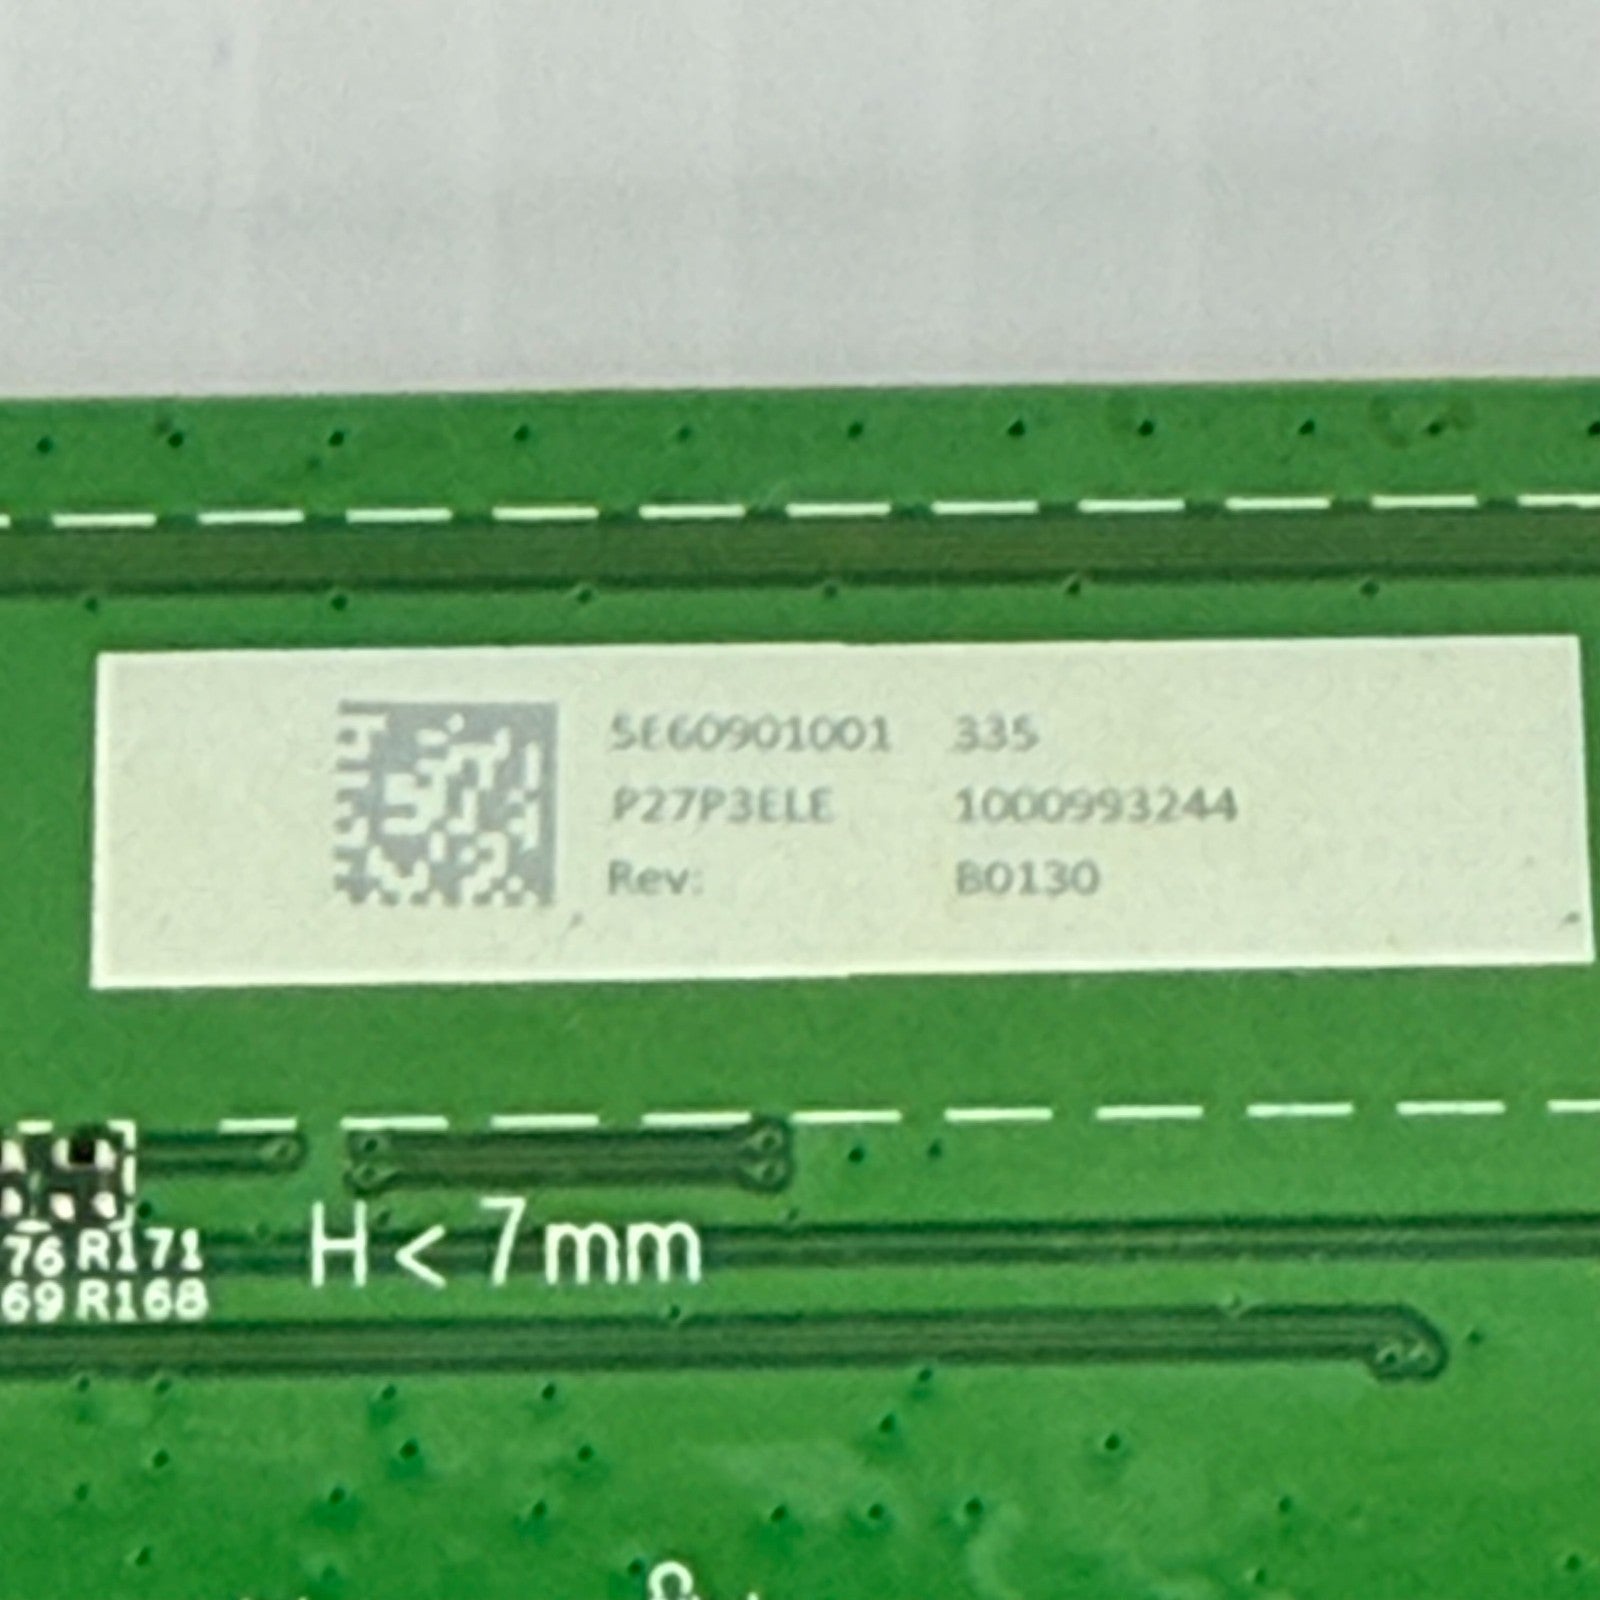 5E60901001 335
P27P3ELE 1000993244
Rev: B0130
H < 7mm
76 R171
69 R168